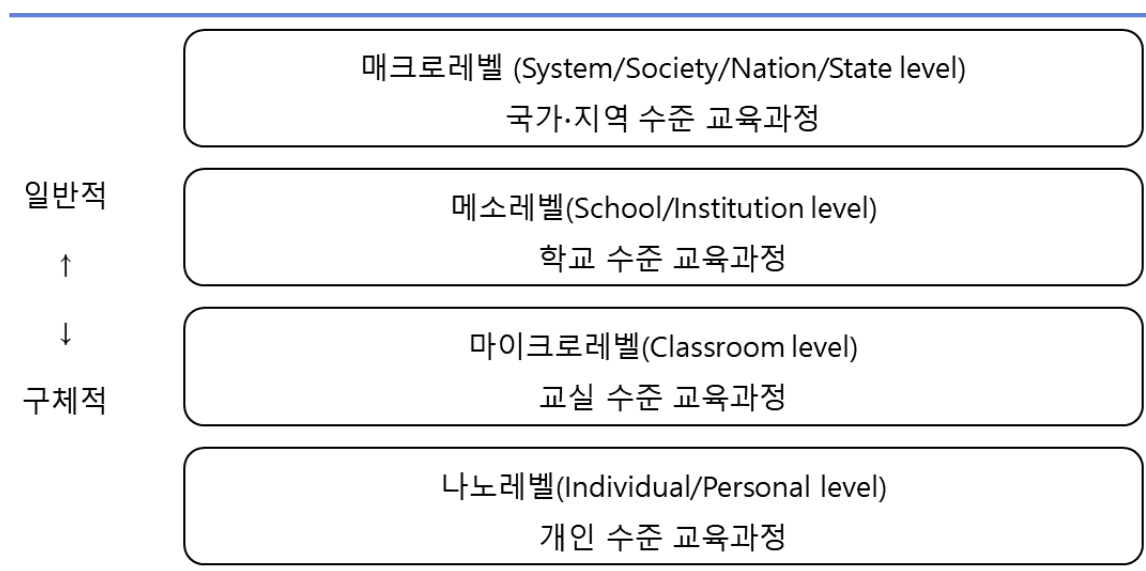 매크로레벨 (System/Society/Nation/State level)
국가·지역 수준 교육과정
일반적
메소레벨(School/Institution level)
학교 수준 교육과정
↑
↓
마이크로레벨(Classroom level)
교실 수준 교육과정
구체적
나노레벨(Individual/Personal level)
개인 수준 교육과정